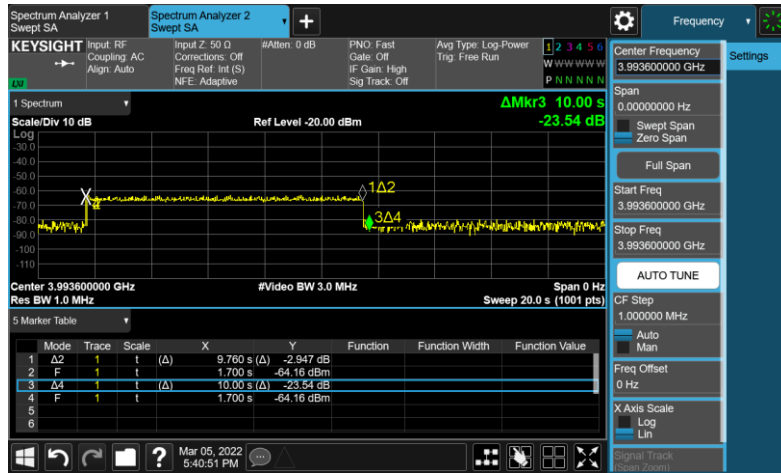 Spectrum Analyzer 1
Swept SA
Spectrum Analyzer 2
Swept SA
Frequency
KEYSIGHT
Input: RF
Coupling: AC
Align: Auto
Input Z: 50 Ω
Corrections: Off
Freq Ref: Int (S)
NFE: Adaptive
#Atten: 0 dB
PNO: Fast
Gate: Off
IF Gain: High
Sig Track: Off
Avg Type: Log-Power
Trig: Free Run
1 2 3 4 5 6
W W W W W W
P N N N N N
LXI
1 Spectrum
ΔMkr3 10.00 s
-23.54 dB
Scale/Div 10 dB
Ref Level -20.00 dBm
Log
-30.0
-40.0
-50.0
-60.0
-70.0
-80.0
-90.0
-100
-110
1Δ2
3Δ4
Center 3.993600000 GHz
#Video BW 3.0 MHz
Span 0 Hz
Res BW 1.0 MHz
Sweep 20.0 s (1001 pts)
5 Marker Table
Mode Trace Scale X Y Function Function Width Function Value
1 Δ2 1 t (Δ) 9.760 s (Δ) -2.947 dB
2 F 1 t 1.700 s -64.16 dBm
3 Δ4 1 t (Δ) 10.00 s (Δ) -23.54 dB
4 F 1 t 1.700 s -64.16 dBm
5
6
Mar 05, 2022
5:40:51 PM
Center Frequency
3.993600000 GHz
Settings
Span
0.00000000 Hz
Swept Span
Zero Span
Full Span
Start Freq
3.993600000 GHz
Stop Freq
3.993600000 GHz
AUTO TUNE
CF Step
1.000000 MHz
Auto
Man
Freq Offset
0 Hz
X Axis Scale
Log
Lin
Signal Track
(Span Zoom)